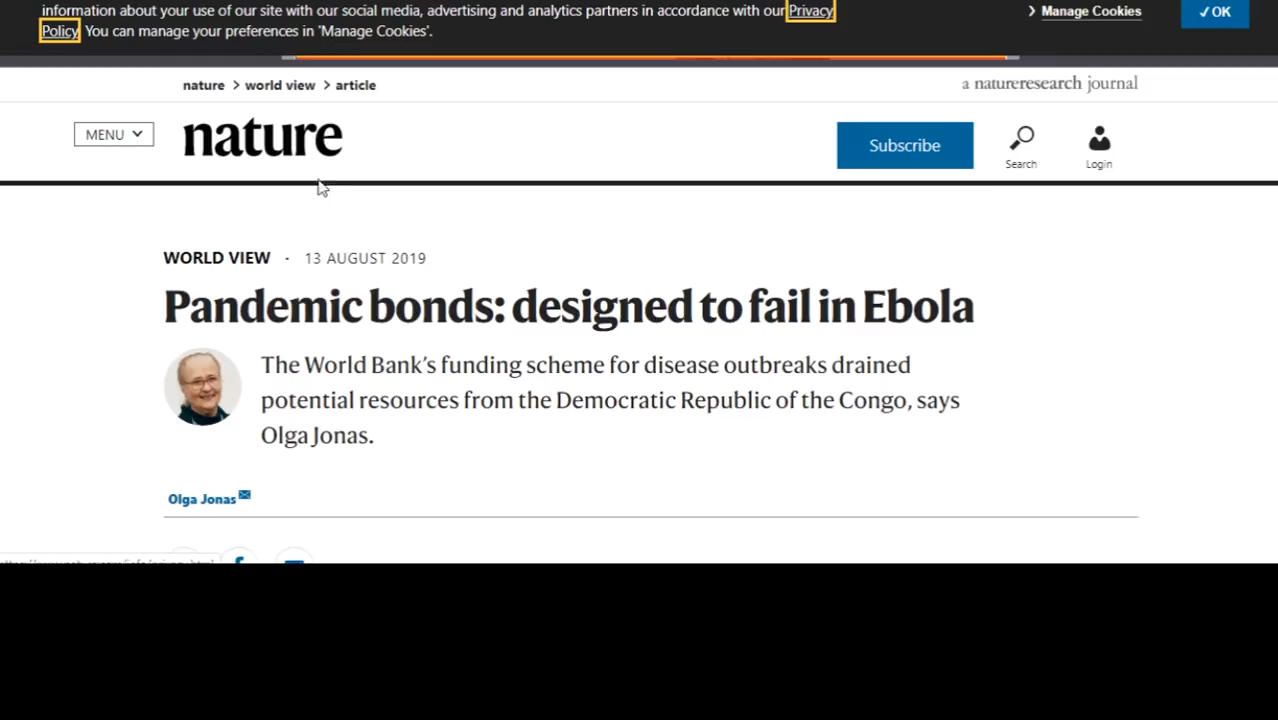 information about your use of our site with our social media, advertising and analytics partners in accordance with our Privacy
Policy. You can manage your preferences in 'Manage Cookies'.
> Manage Cookies
✓OK
nature > world view > article
a natureresearch journal
MENU
nature
Subscribe
Search
Login
WORLD VIEW · 13 AUGUST 2019
Pandemic bonds: designed to fail in Ebola
The World Bank’s funding scheme for disease outbreaks drained
potential resources from the Democratic Republic of the Congo, says
Olga Jonas.
Olga Jonas